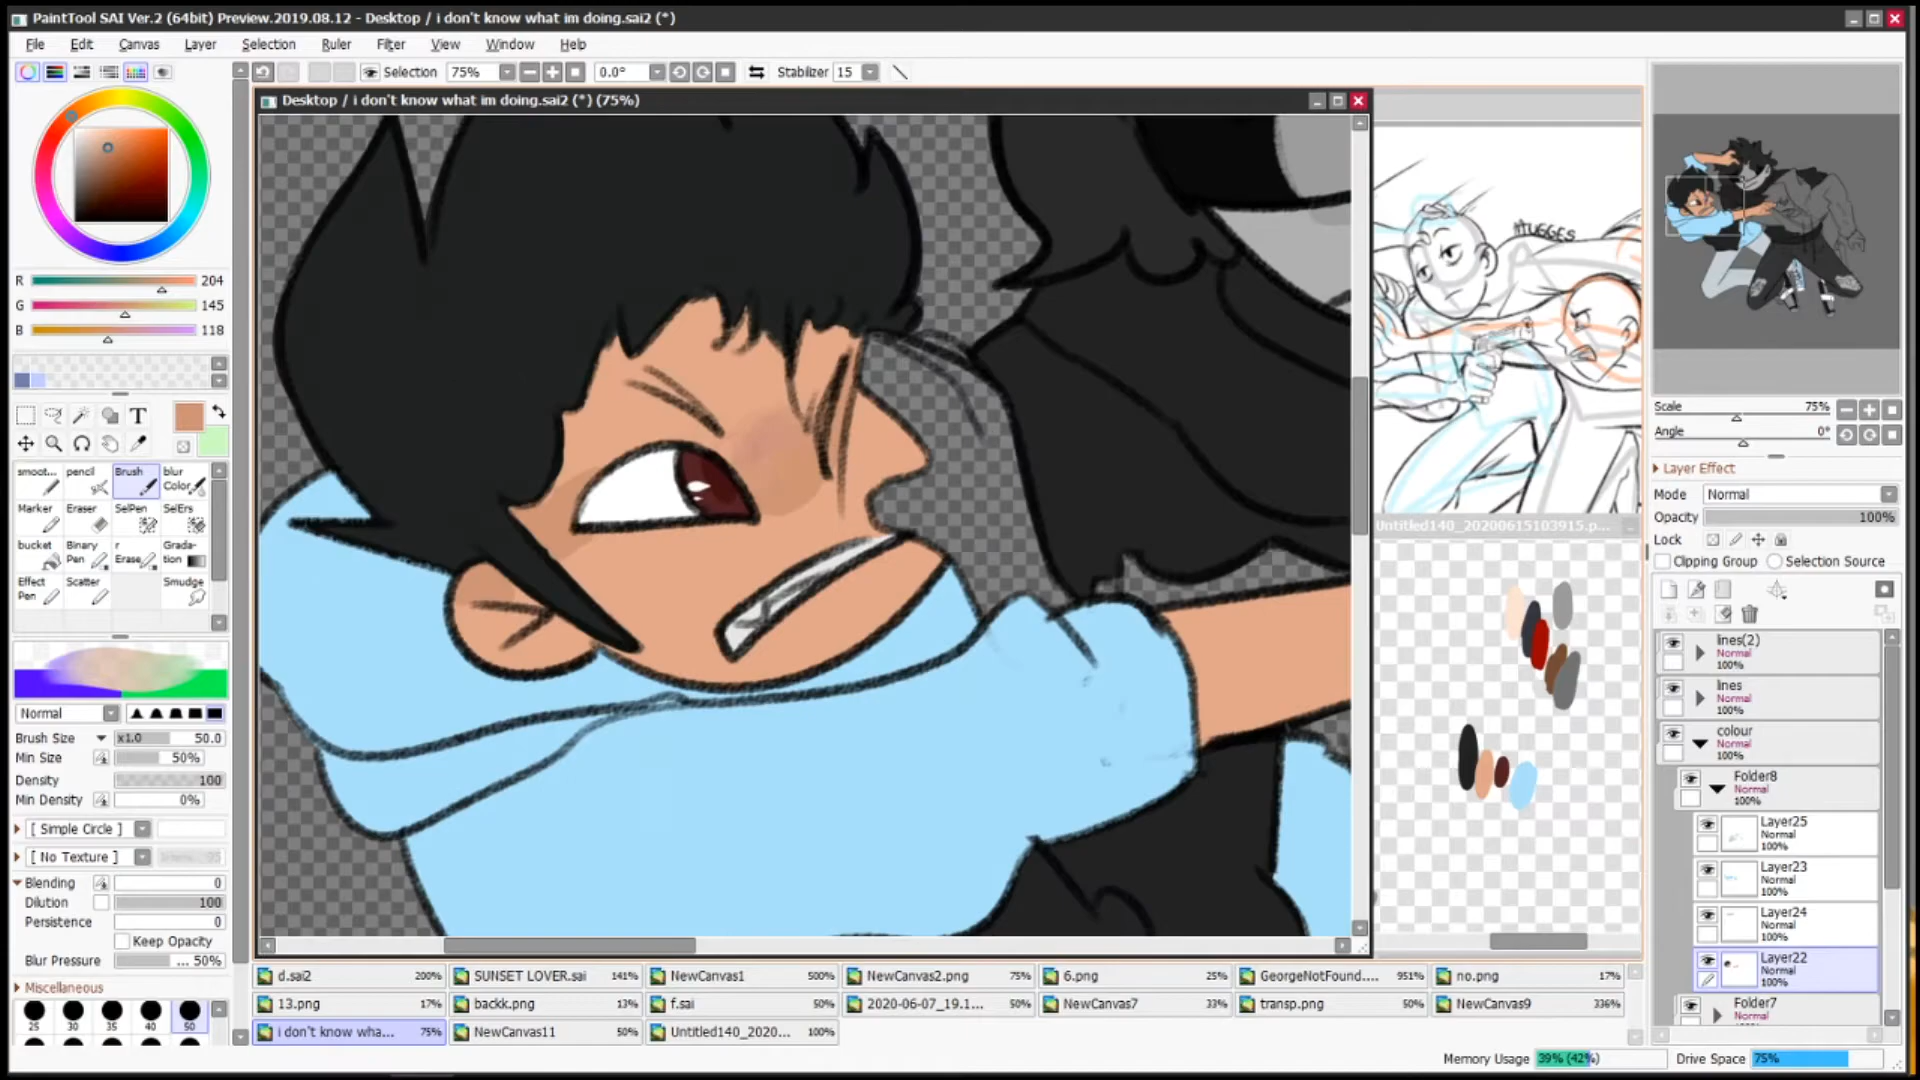 PaintTool SAI Ver.2 (64bit) Preview.2019.08.12 - Desktop / i don't know what im doing.sai2 (*)
File Edit Canvas Layer Selection Ruler Filter View Window Help
Selection 75% 0.0° Stabilizer 15
Desktop / i don't know what im doing.sai2 (*) (75%)
R 204
G 145
B 118
T
smoot... pencil Brush blur Color
Marker Eraser SelPen SelErs
bucket Binary Pen r Erase Grada-tion
Effect Pen Scatter Smudge
Normal
Brush Size x1.0 50.0
Min Size 50%
Density 100
Min Density 0%
[ Simple Circle ]
[ No Texture ]
Blending 0
Dilution 100
Persistence 0
Keep Opacity
Blur Pressure ... 50%
Miscellaneous
25 30 35 40 50
HUGGES
Untitled140_20200615103915.p...
Scale 75%
Angle 0°
Layer Effect
Mode Normal
Opacity 100%
Lock
Clipping Group Selection Source
lines(2)
Normal
100%
lines
Normal
100%
colour
Normal
100%
Folder8
Normal
100%
Layer25
Normal
100%
Layer23
Normal
100%
Layer24
Normal
100%
Layer22
Normal
100%
Folder7
Normal
d.sai2 200% SUNSET LOVER.sai 141% NewCanvas1 500% NewCanvas2.png 75% 6.png 25% GeorgeNotFound.... 951% no.png 17%
13.png 17% backk.png 13% f.sai 50% 2020-06-07_19.1... 50% NewCanvas7 33% transp.png 50% NewCanvas9 336%
i don't know wha... 75% NewCanvas11 50% Untitled140_2020... 100%
Memory Usage 39% (42%) Drive Space 75%